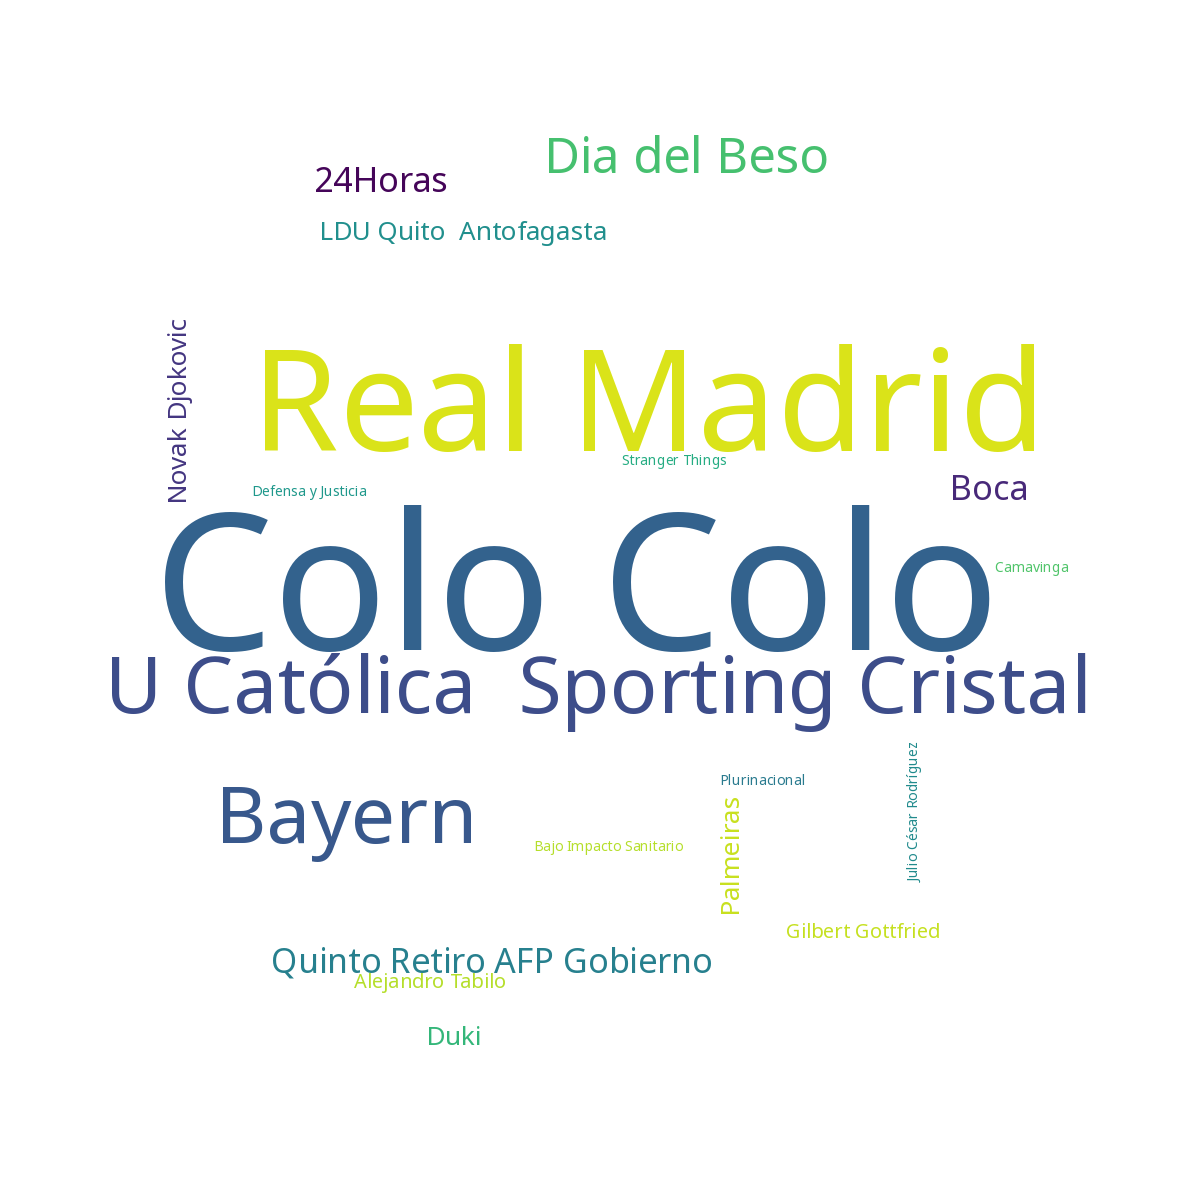 Dia del Beso
24Horas
LDU Quito  Antofagasta
Novak Djokovic
Real Madrid
Stranger Things
Boca
Defensa y Justicia
Colo Colo
Camavinga
U Católica  Sporting Cristal
Plurinacional
Julio César Rodríguez
Bayern
Palmeiras
Bajo Impacto Sanitario
Gilbert Gottfried
Quinto Retiro AFP Gobierno
Alejandro Tabilo
Duki